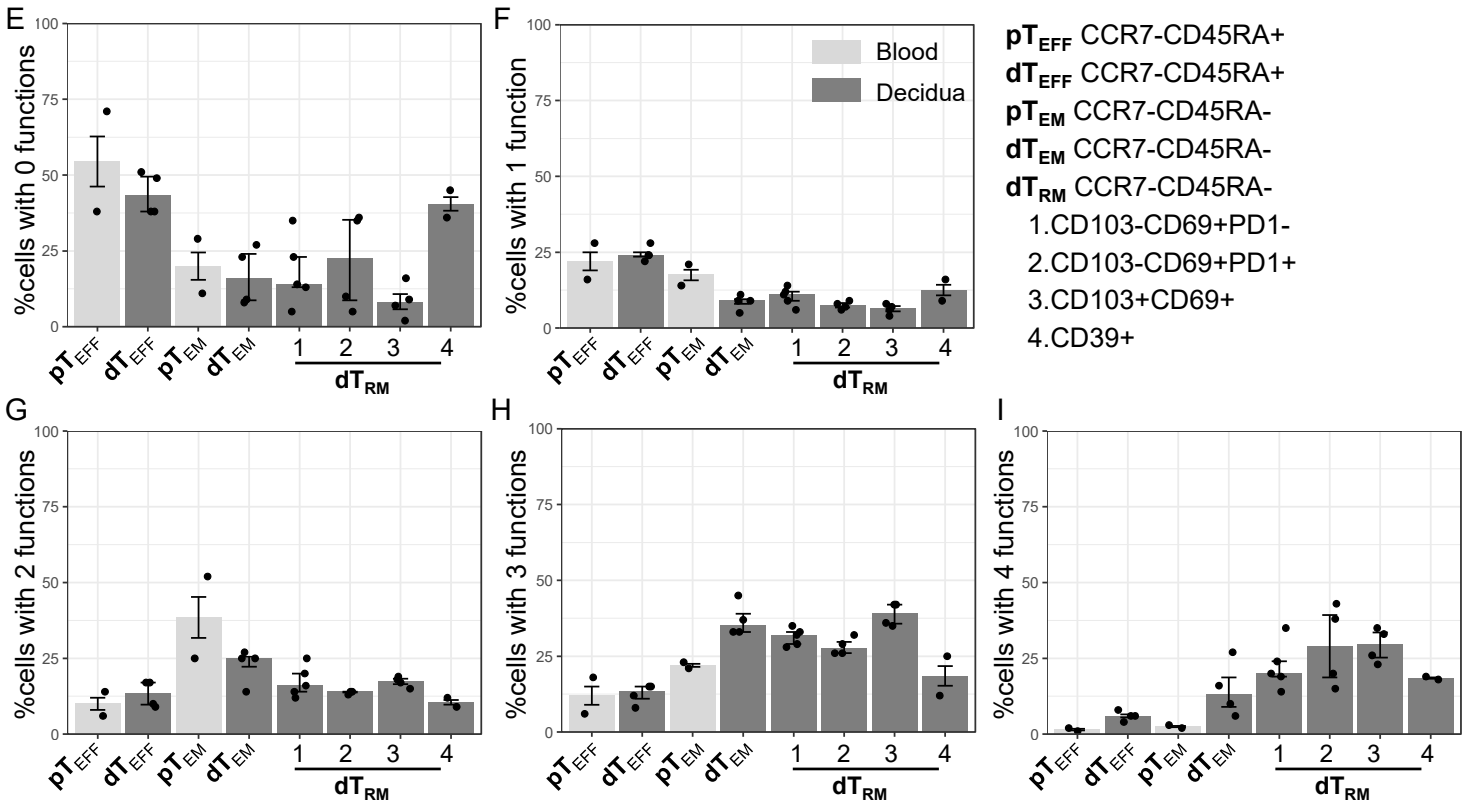 E
%cells with 0 functions
100
75
50
25
0
pTEFF dTEFF pTEM dTEM 1 2 3 4
dTRM
F
%cells with 1 function
100
75
50
25
0
Blood
Decidua
pTEFF dTEFF pTEM dTEM 1 2 3 4
dTRM
pTEFF CCR7-CD45RA+
dTEFF CCR7-CD45RA+
pTEM CCR7-CD45RA-
dTEM CCR7-CD45RA-
dTRM CCR7-CD45RA-
1.CD103-CD69+PD1-
2.CD103-CD69+PD1+
3.CD103+CD69+
4.CD39+
G
%cells with 2 functions
100
75
50
25
0
pTEFF dTEFF pTEM dTEM 1 2 3 4
dTRM
H
%cells with 3 functions
100
75
50
25
0
pTEFF dTEFF pTEM dTEM 1 2 3 4
dTRM
I
%cells with 4 functions
100
75
50
25
0
pTEFF dTEFF pTEM dTEM 1 2 3 4
dTRM